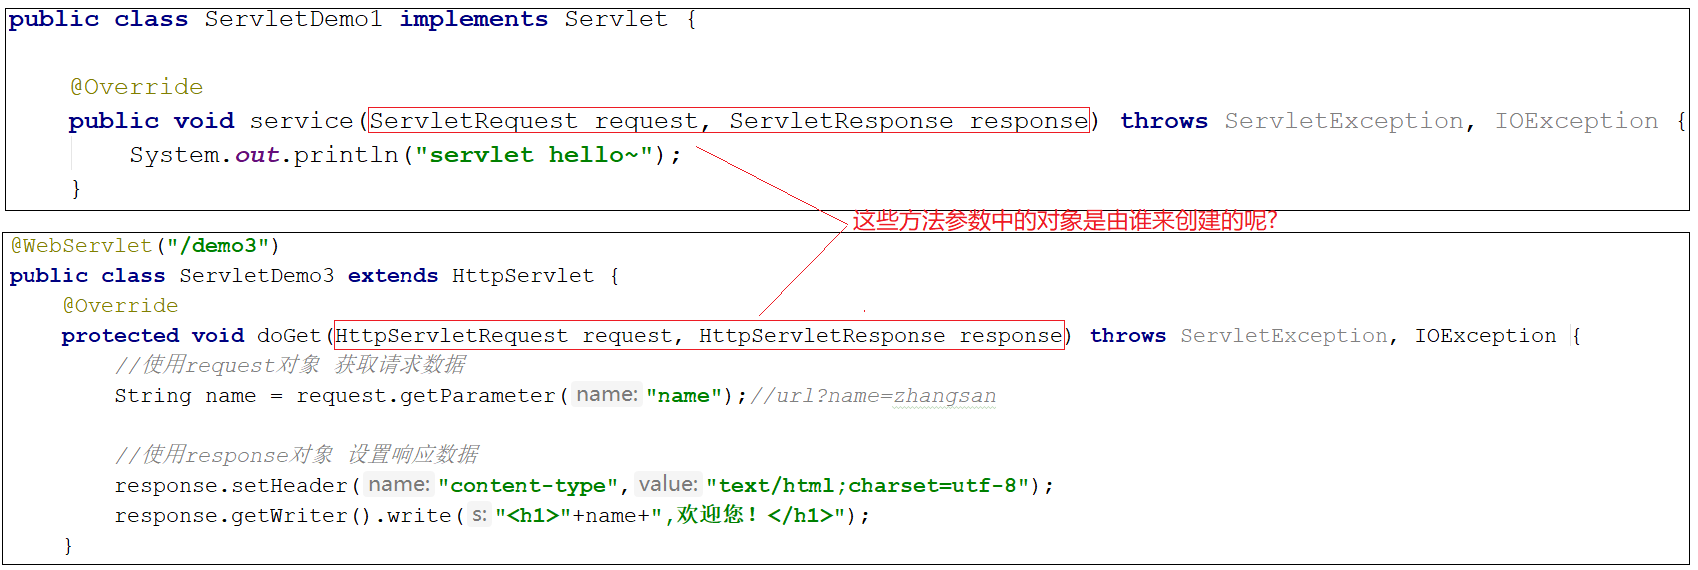 public class ServletDemo1 implements Servlet {
@Override
public void service(ServletRequest request, ServletResponse response) throws ServletException, IOException {
System.out.println("servlet hello~");
}
这些方法参数中的对象是由谁来创建的呢?
@WebServlet("/demo3")
public class ServletDemo3 extends HttpServlet {
@Override
protected void doGet(HttpServletRequest request, HttpServletResponse response) throws ServletException, IOException {
//使用request对象 获取请求数据
String name = request.getParameter( name: "name");//url?name=zhangsan
//使用response对象 设置响应数据
response.setHeader( name: "content-type", value: "text/html;charset=utf-8");
response.getWriter().write( s: "<h1>"+name+",欢迎您！</h1>");
}